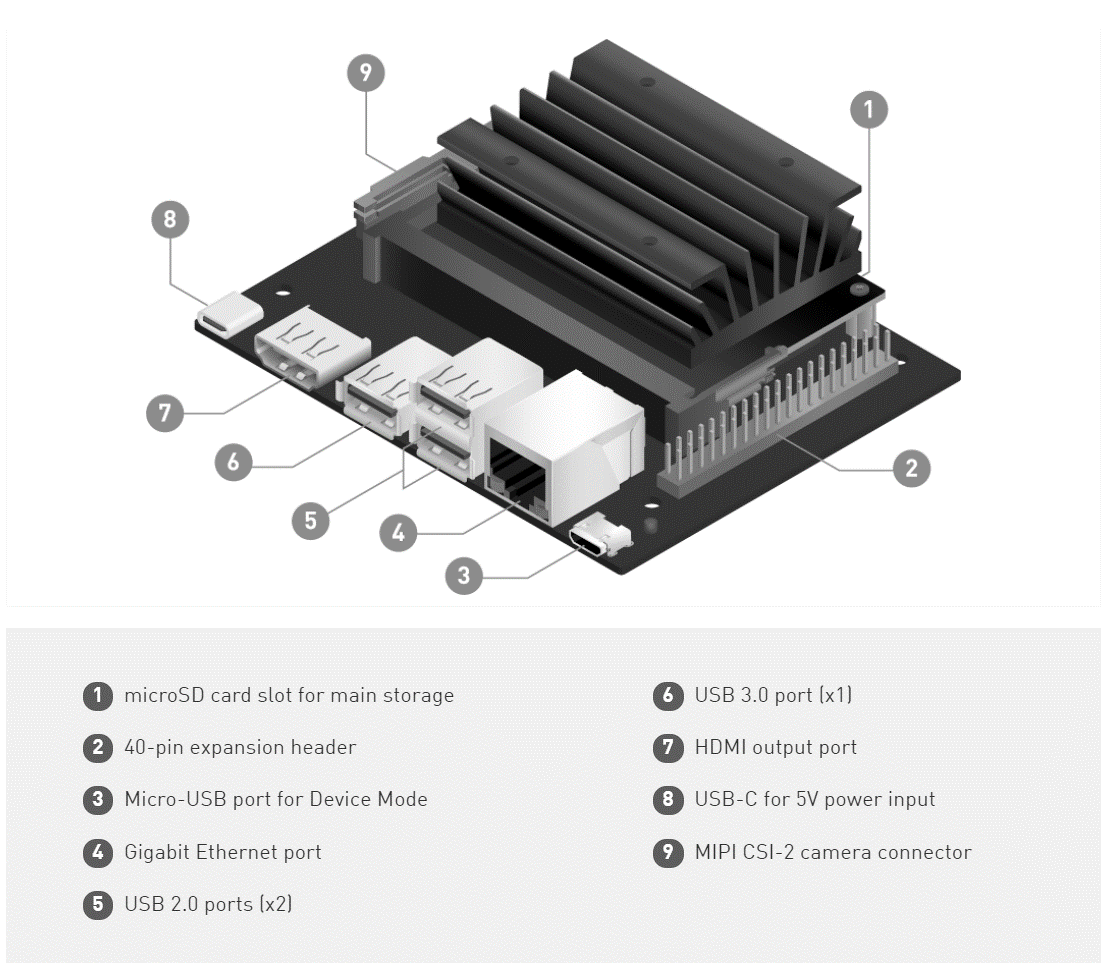 9
1
8
7
6
2
5
4
3
1 microSD card slot for main storage
2 40-pin expansion header
3 Micro-USB port for Device Mode
4 Gigabit Ethernet port
5 USB 2.0 ports (x2)
6 USB 3.0 port (x1)
7 HDMI output port
8 USB-C for 5V power input
9 MIPI CSI-2 camera connector